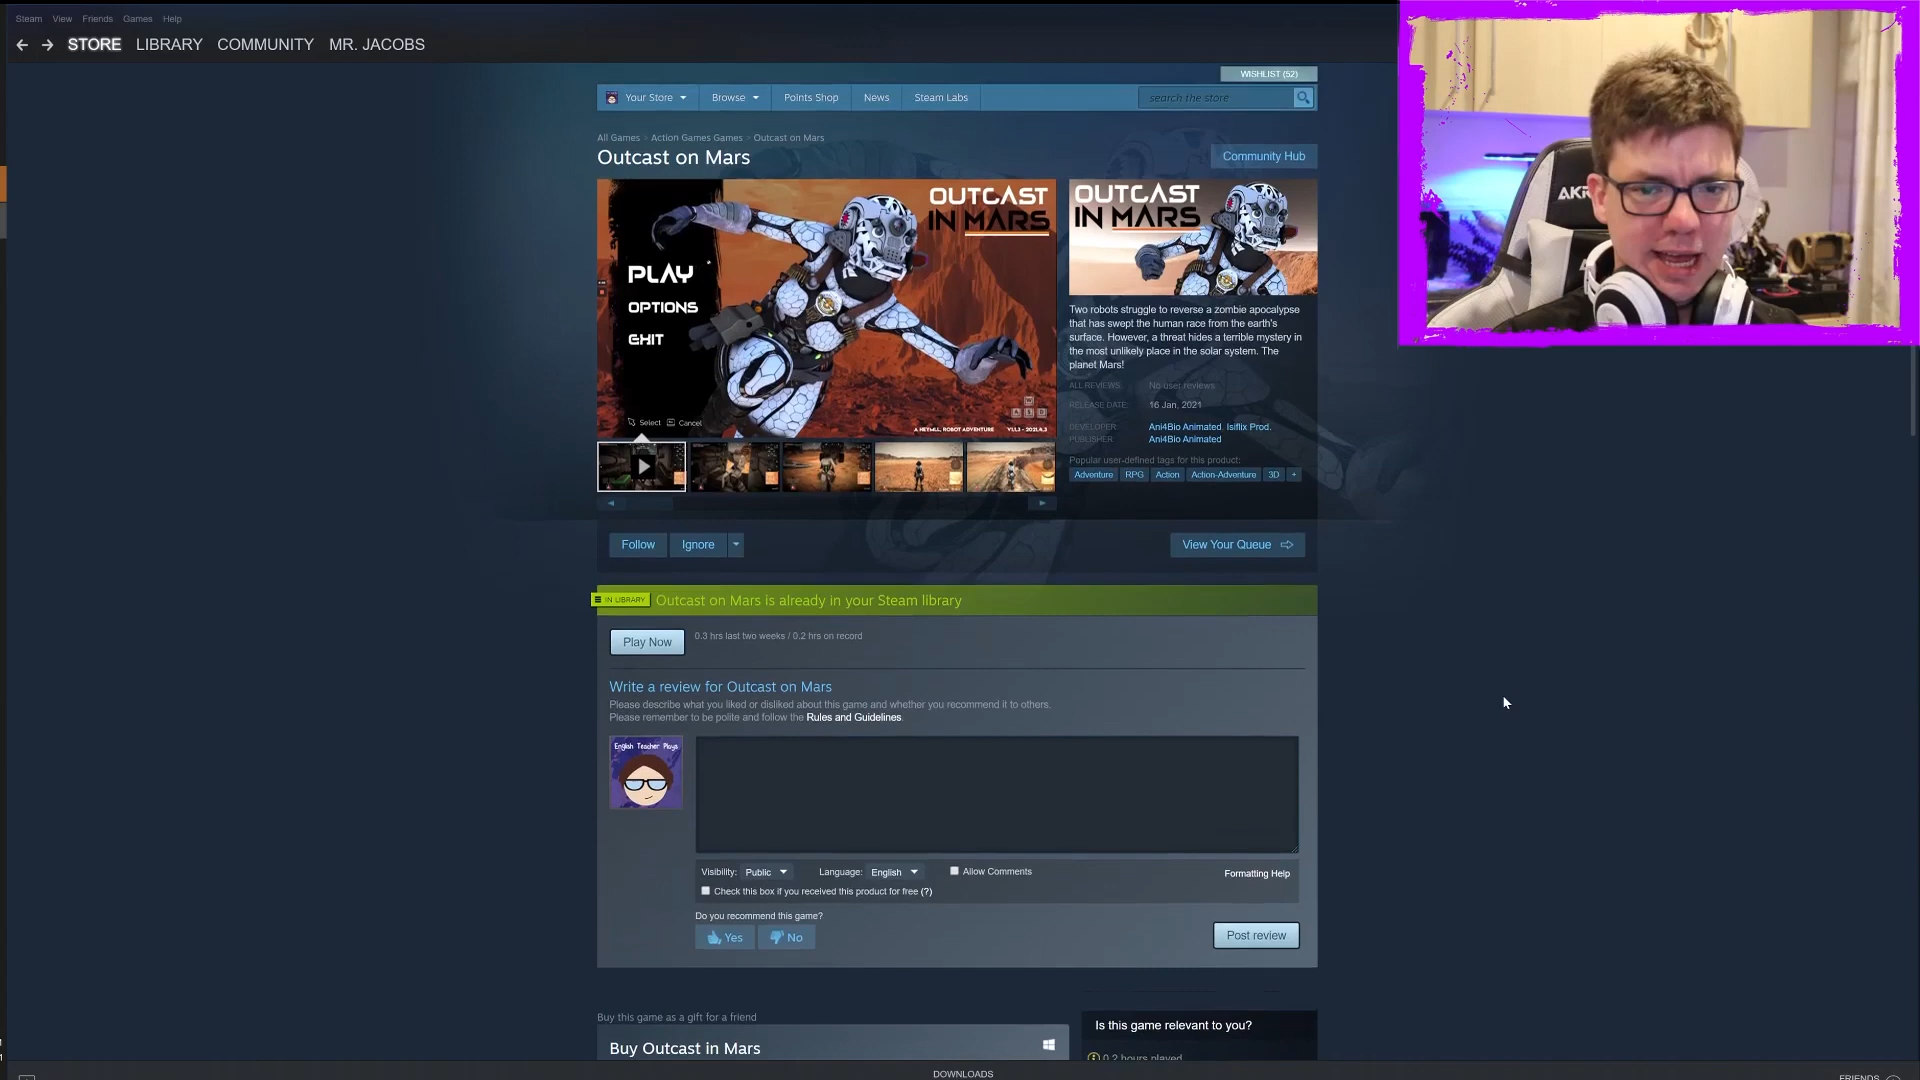 Steam View Friends Games Help
STORE LIBRARY COMMUNITY MR. JACOBS
WISHLIST (52)
Your Store Browse Points Shop News Steam Labs search the store
All Games > Action Games Games > Outcast on Mars
Outcast on Mars
Community Hub
OUTCAST
IN MARS
PLAY
OPTIONS
EXIT
Select Cancel
OUTCAST
IN MARS
Two robots struggle to reverse a zombie apocalypse
that has swept the human race from the earth's
surface. However, a threat hides a terrible mystery in
the most unlikely place in the solar system. The
planet Mars!
ALL REVIEWS: No user reviews
RELEASE DATE: 16 Jan, 2021
DEVELOPER: Ani4Bio Animated, Isiflix Prod.
PUBLISHER: Ani4Bio Animated
Popular user-defined tags for this product:
Adventure RPG Action Action-Adventure 3D +
Follow Ignore View Your Queue
IN LIBRARY Outcast on Mars is already in your Steam library
Play Now 0.3 hrs last two weeks / 0.2 hrs on record
Write a review for Outcast on Mars
Please describe what you liked or disliked about this game and whether you recommend it to others.
Please remember to be polite and follow the Rules and Guidelines.
English Teacher Plays
Visibility: Public Language: English Allow Comments Formatting Help
Check this box if you received this product for free (?)
Do you recommend this game?
Yes No Post review
Buy this game as a gift for a friend
Buy Outcast in Mars
Is this game relevant to you?
0.2 hours played
DOWNLOADS
FRIENDS